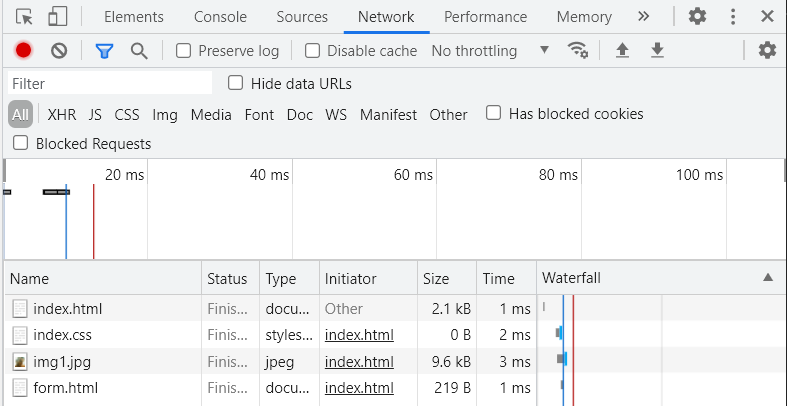 Elements Console Sources Network Performance Memory »
Preserve log Disable cache No throttling
Filter Hide data URLs
All XHR JS CSS Img Media Font Doc WS Manifest Other Has blocked cookies
Blocked Requests
20 ms 40 ms 60 ms 80 ms 100 ms
Name Status Type Initiator Size Time Waterfall
index.html Finis... docu... Other 2.1 kB 1 ms
index.css Finis... styles... index.html 0 B 2 ms
img1.jpg Finis... jpeg index.html 9.6 kB 3 ms
form.html Finis... docu... index.html 219 B 1 ms